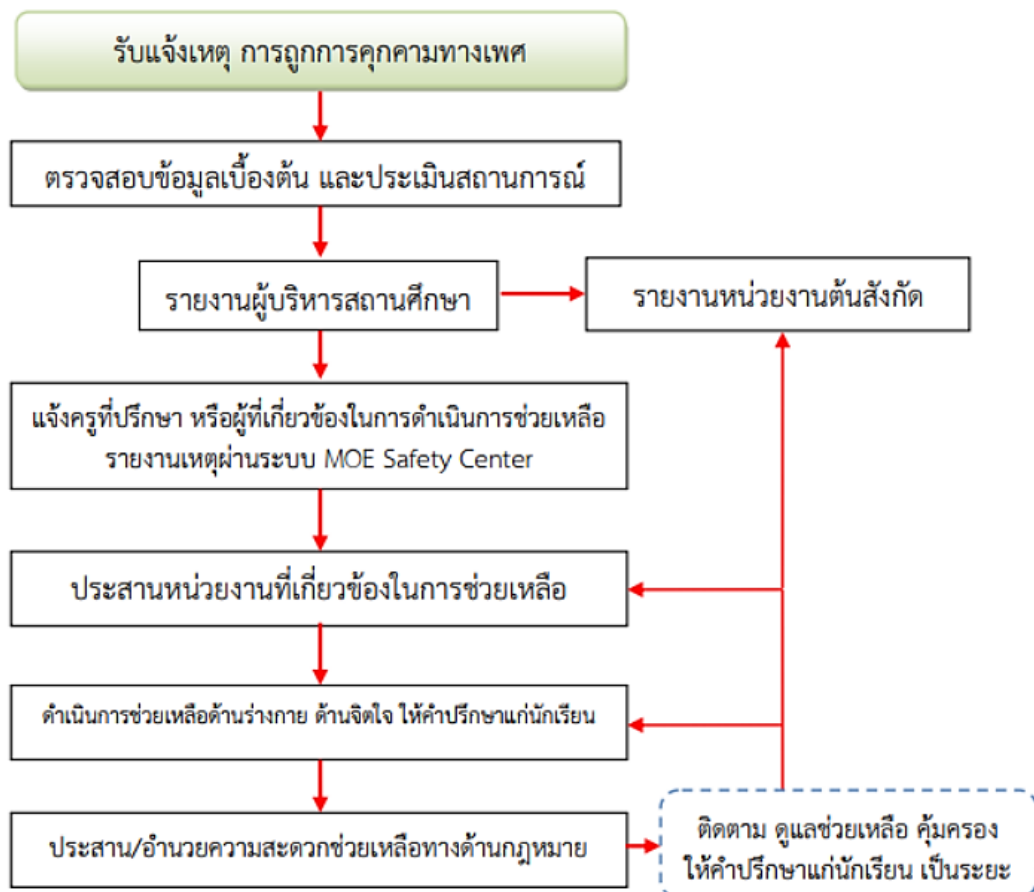 รับแจ้งเหตุ การถูกการคุกคามทางเพศ
ตรวจสอบข้อมูลเบื้องต้น และประเมินสถานการณ์
รายงานผู้บริหารสถานศึกษา
รายงานหน่วยงานต้นสังกัด
แจ้งครูที่ปรึกษา หรือผู้ที่เกี่ยวข้องในการดำเนินการช่วยเหลือ
รายงานเหตุผ่านระบบ MOE Safety Center
ประสานหน่วยงานที่เกี่ยวข้องในการช่วยเหลือ
ดำเนินการช่วยเหลือด้านร่างกาย ด้านจิตใจ ให้คำปรึกษาแก่นักเรียน
ประสาน/อำนวยความสะดวกช่วยเหลือทางด้านกฎหมาย
ติดตาม ดูแลช่วยเหลือ คุ้มครอง
ให้คำปรึกษาแก่นักเรียน เป็นระยะ